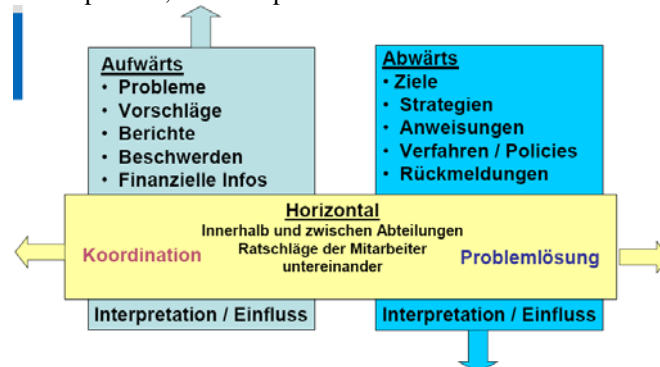 Aufwärts
• Probleme
• Vorschläge
• Berichte
• Beschwerden
• Finanzielle Infos
Abwärts
• Ziele
• Strategien
• Anweisungen
• Verfahren / Policies
• Rückmeldungen
Horizontal
Innerhalb und zwischen Abteilungen
Ratschläge der Mitarbeiter
untereinander
Koordination
Problemlösung
Interpretation / Einfluss
Interpretation / Einfluss